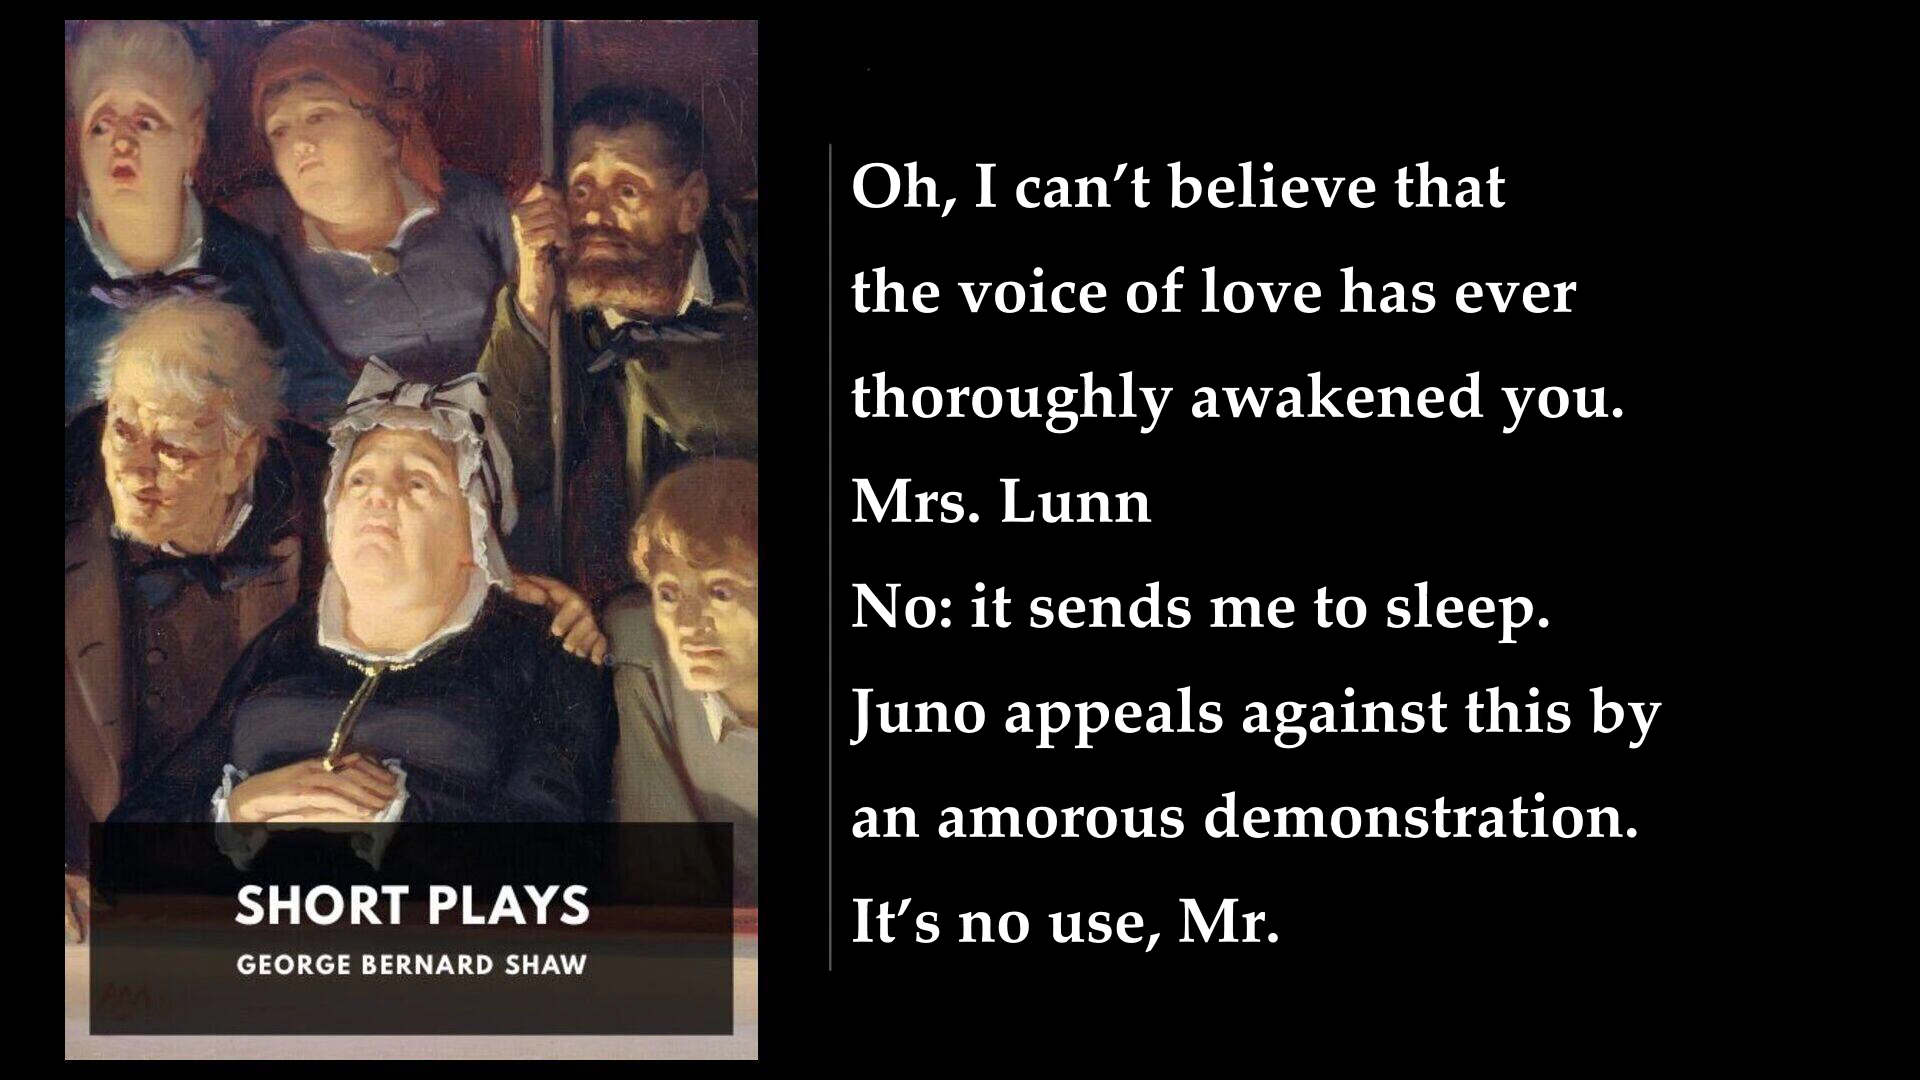 Oh, I can’t believe that
the voice of love has ever
thoroughly awakened you.
Mrs. Lunn
No: it sends me to sleep.
Juno appeals against this by
an amorous demonstration.
It’s no use, Mr.
SHORT PLAYS
GEORGE BERNARD SHAW